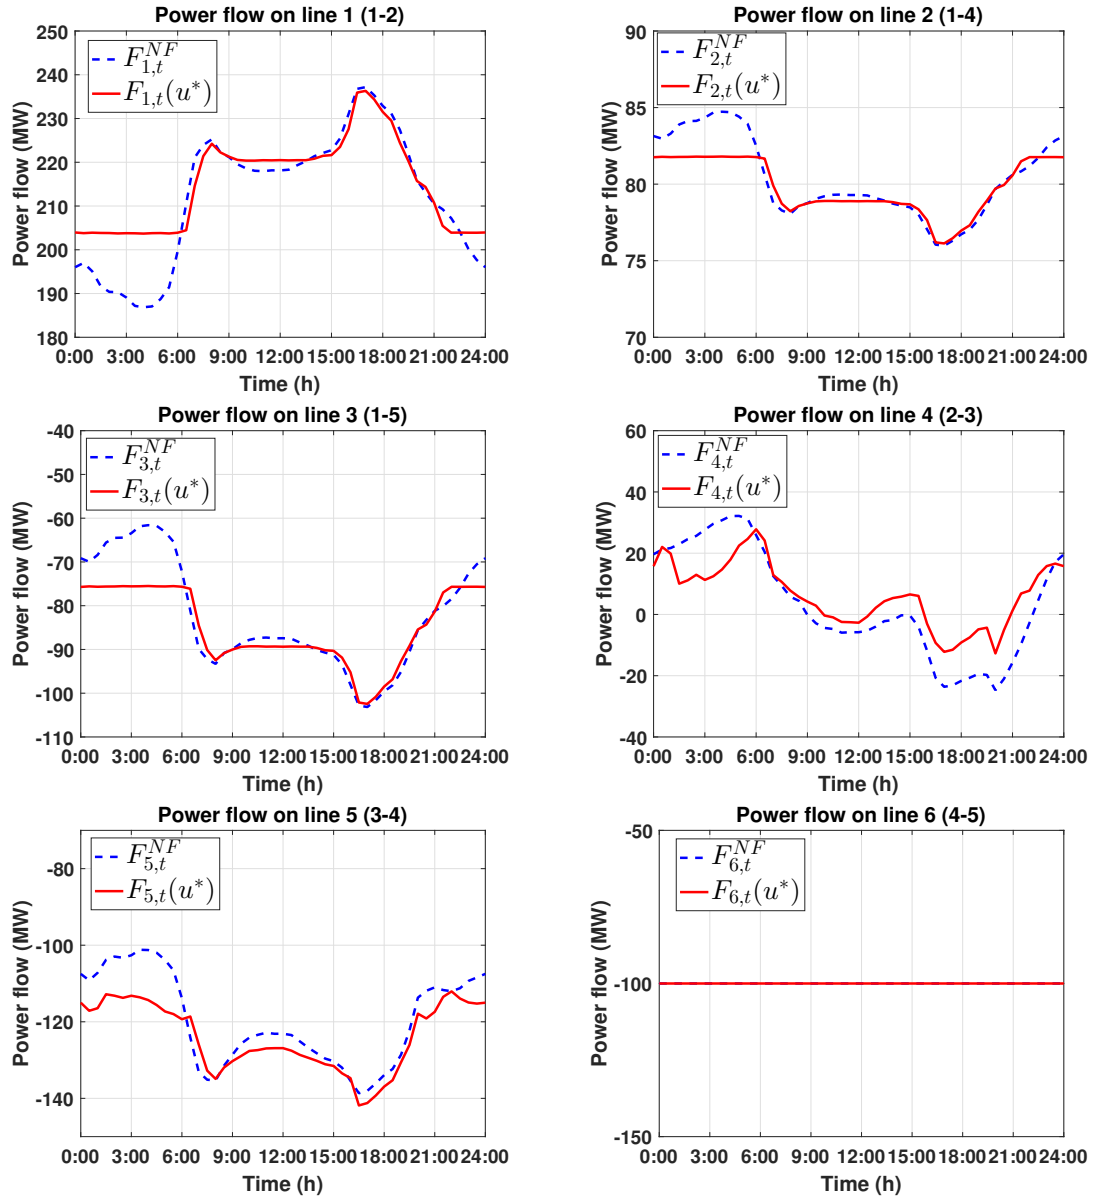 Power flow on line 1 (1-2)
Power flow (MW)
250
240
230
220
210
200
190
180
F_{1,t}^{NF}
F_{1,t}(u^*)
0:00 3:00 6:00 9:00 12:00 15:00 18:00 21:00 24:00
Time (h)
Power flow on line 2 (1-4)
Power flow (MW)
90
85
80
75
70
F_{2,t}^{NF}
F_{2,t}(u^*)
0:00 3:00 6:00 9:00 12:00 15:00 18:00 21:00 24:00
Time (h)
Power flow on line 3 (1-5)
Power flow (MW)
-40
-50
-60
-70
-80
-90
-100
-110
F_{3,t}^{NF}
F_{3,t}(u^*)
0:00 3:00 6:00 9:00 12:00 15:00 18:00 21:00 24:00
Time (h)
Power flow on line 4 (2-3)
Power flow (MW)
60
40
20
0
-20
-40
F_{4,t}^{NF}
F_{4,t}(u^*)
0:00 3:00 6:00 9:00 12:00 15:00 18:00 21:00 24:00
Time (h)
Power flow on line 5 (3-4)
Power flow (MW)
-80
-100
-120
-140
F_{5,t}^{NF}
F_{5,t}(u^*)
0:00 3:00 6:00 9:00 12:00 15:00 18:00 21:00 24:00
Time (h)
Power flow on line 6 (4-5)
Power flow (MW)
-50
-100
-150
F_{6,t}^{NF}
F_{6,t}(u^*)
0:00 3:00 6:00 9:00 12:00 15:00 18:00 21:00 24:00
Time (h)